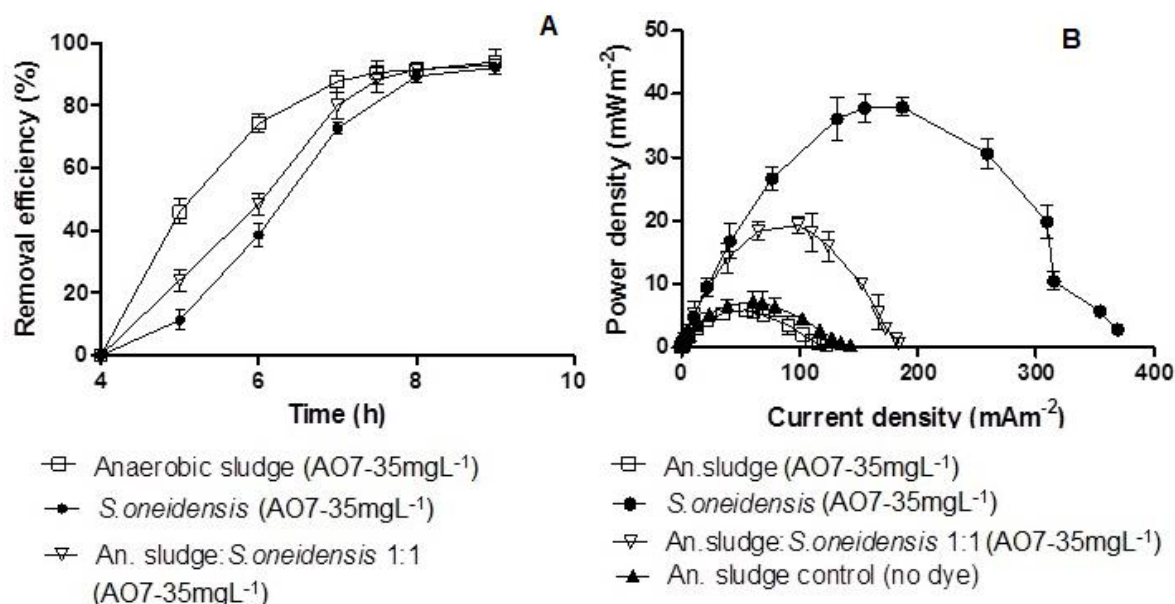 A
Removal efficiency (%)
100
80
60
40
20
0
4
6
8
10
Time (h)
Anaerobic sludge (AO7-35mgL⁻¹)
S.oneidensis (AO7-35mgL⁻¹)
An. sludge:S.oneidensis 1:1
(AO7-35mgL⁻¹)
B
Power density (mWm⁻²)
50
40
30
20
10
0
0
100
200
300
400
Current density (mAm⁻²)
An.sludge (AO7-35mgL⁻¹)
S.oneidensis (AO7-35mgL⁻¹)
An.sludge:S.oneidensis 1:1 (AO7-35mgL⁻¹)
An. sludge control (no dye)